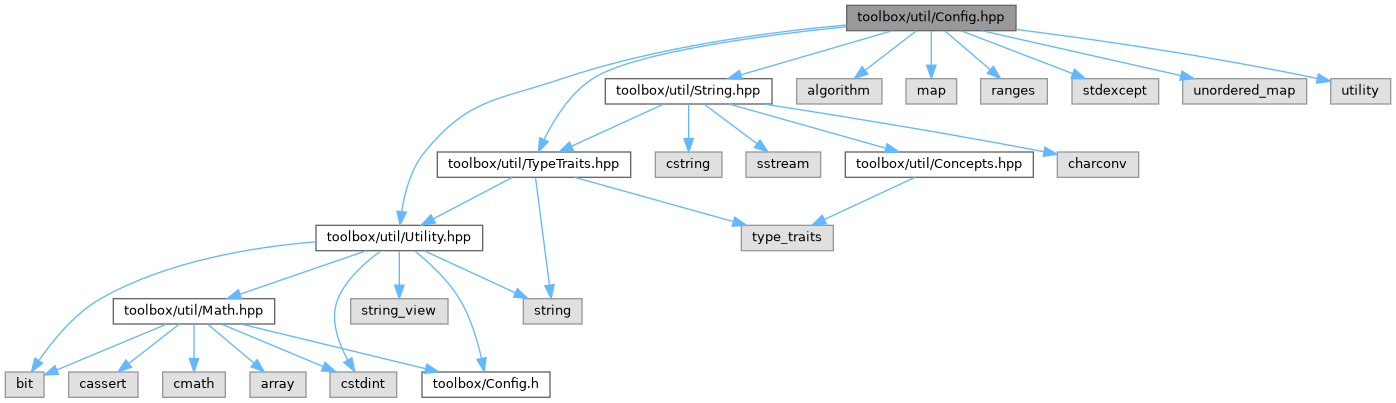 toolbox/util/Config.hpp
toolbox/util/String.hpp
algorithm
map
ranges
stdexcept
unordered_map
utility
toolbox/util/TypeTraits.hpp
cstring
sstream
toolbox/util/Concepts.hpp
charconv
toolbox/util/Utility.hpp
type_traits
toolbox/util/Math.hpp
string_view
string
bit
cassert
cmath
array
cstdint
toolbox/Config.h